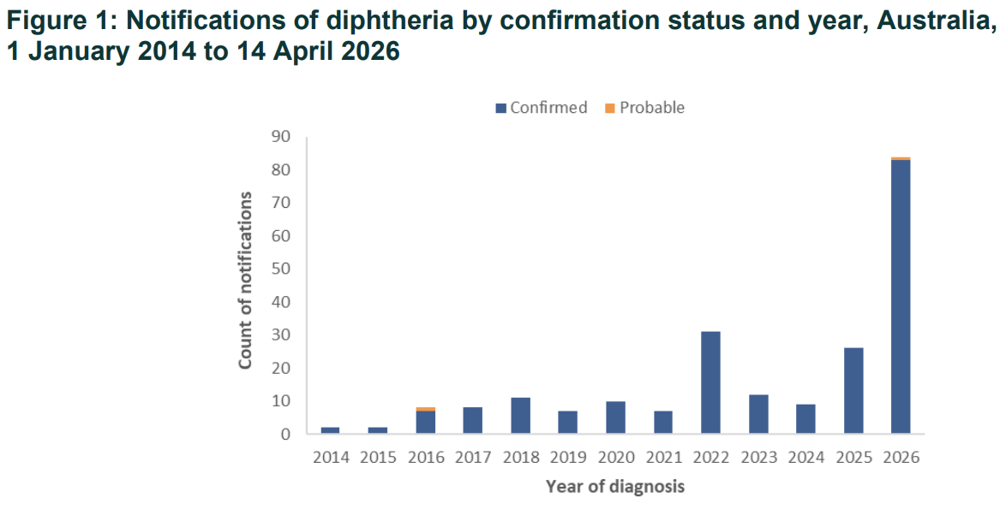 Figure 1: Notifications of diphtheria by confirmation status and year, Australia,
1 January 2014 to 14 April 2026
Confirmed Probable
Count of notifications
90
80
70
60
50
40
30
20
10
0
2014 2015 2016 2017 2018 2019 2020 2021 2022 2023 2024 2025 2026
Year of diagnosis